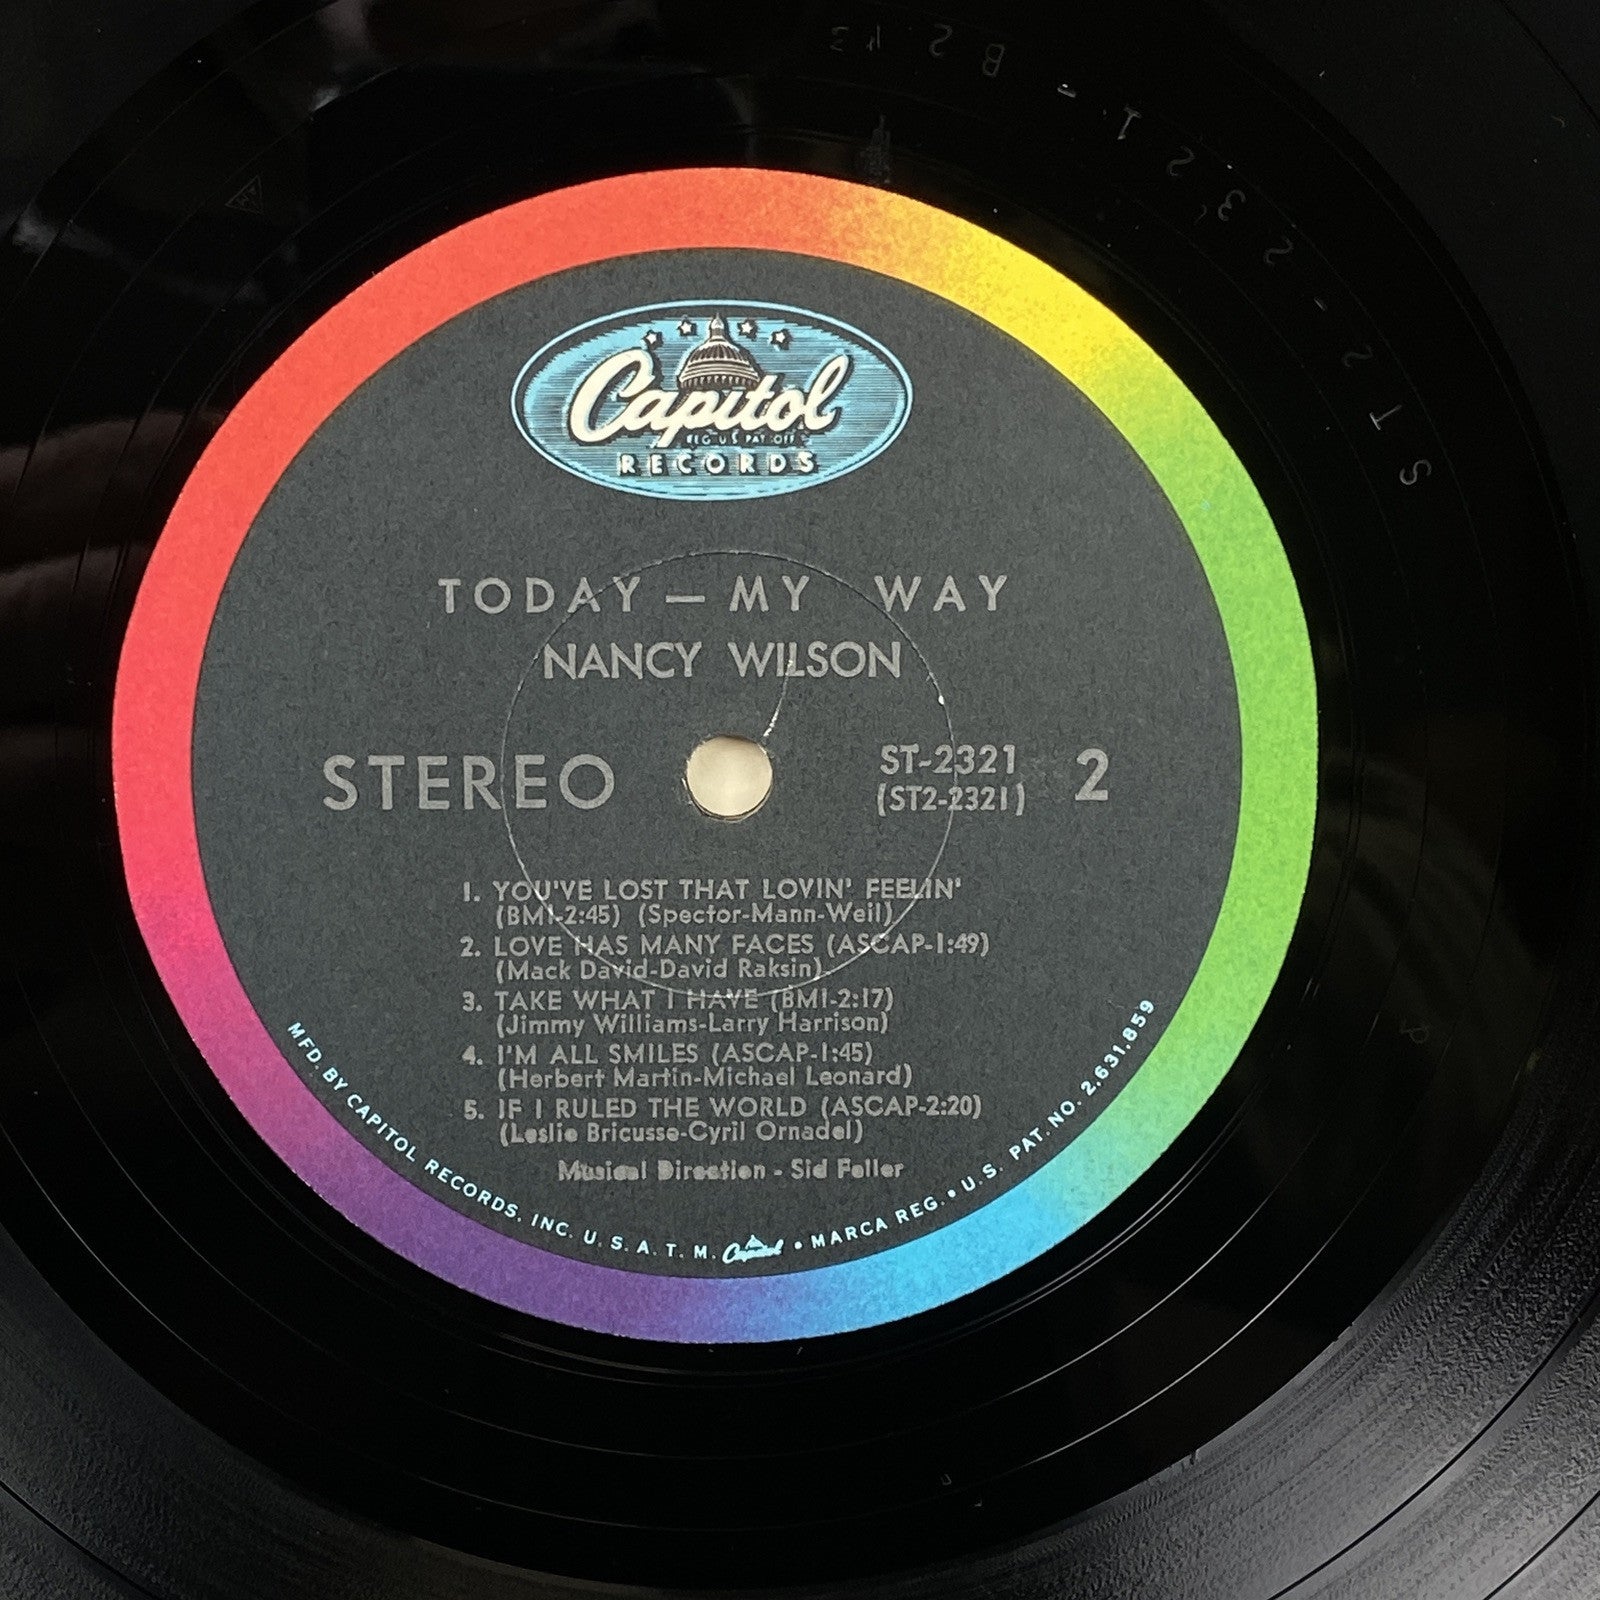 Capitol
REG. U.S. PAT. OFF.
RECORDS
TODAY — MY WAY
NANCY WILSON
STEREO
ST-2321
(ST2-2321)
2
1. YOU'VE LOST THAT LOVIN' FEELIN'
(BMI-2:45) (Spector-Mann-Weil)
2. LOVE HAS MANY FACES (ASCAP-1:49)
(Mack David-David Raksin)
3. TAKE WHAT I HAVE (BMI-2:17)
(Jimmy Williams-Larry Harrison)
4. I'M ALL SMILES (ASCAP-1:45)
(Herbert Martin-Michael Leonard)
5. IF I RULED THE WORLD (ASCAP-2:20)
(Leslie Bricusse-Cyril Ornadel)
Musical Direction - Sid Feller
MFD. BY CAPITOL RECORDS, INC. U.S.A. T.M. Capitol • MARCA REG. • U.S. PAT. NO. 2,631,859